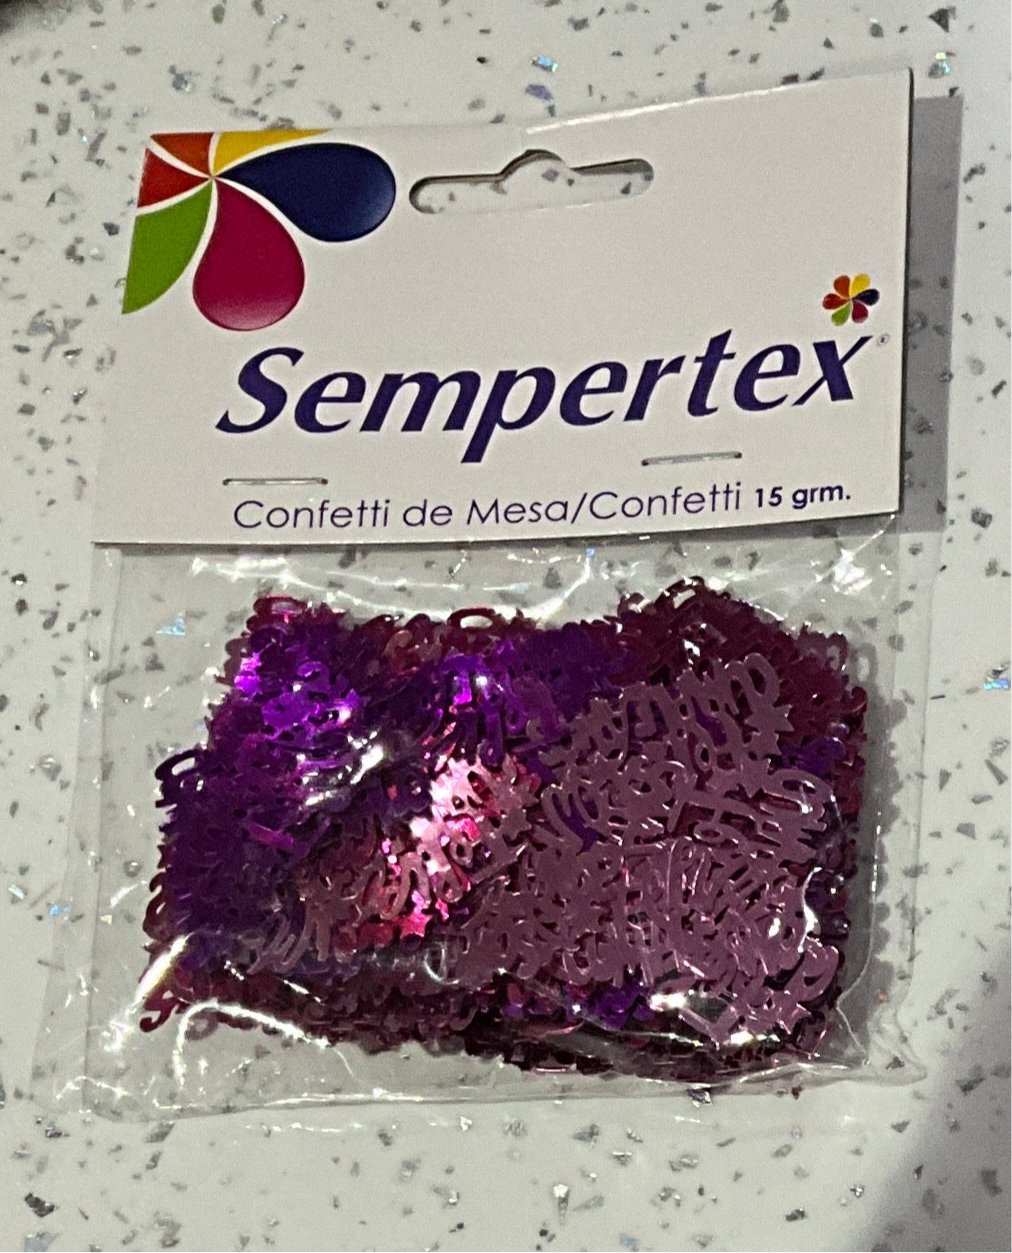 Sempertex®
Confetti de Mesa/Confetti 15 grm.